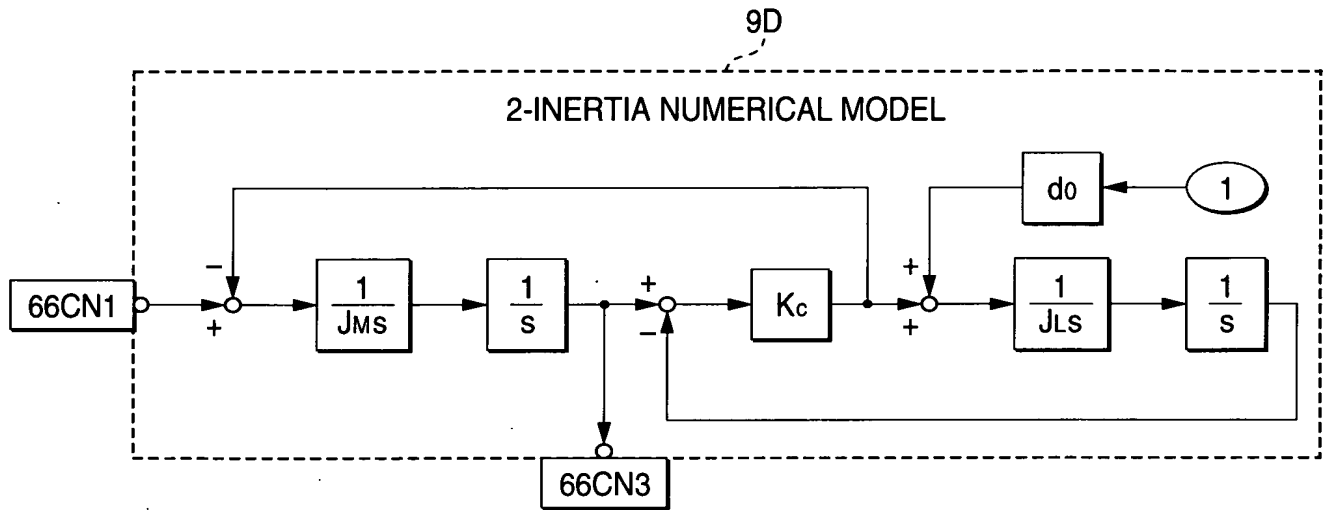 9D
2-INERTIA NUMERICAL MODEL
d0
1
−
+
66CN1
+
1
JMs
1
s
+
−
Kc
+
+
1
JLs
1
s
66CN3